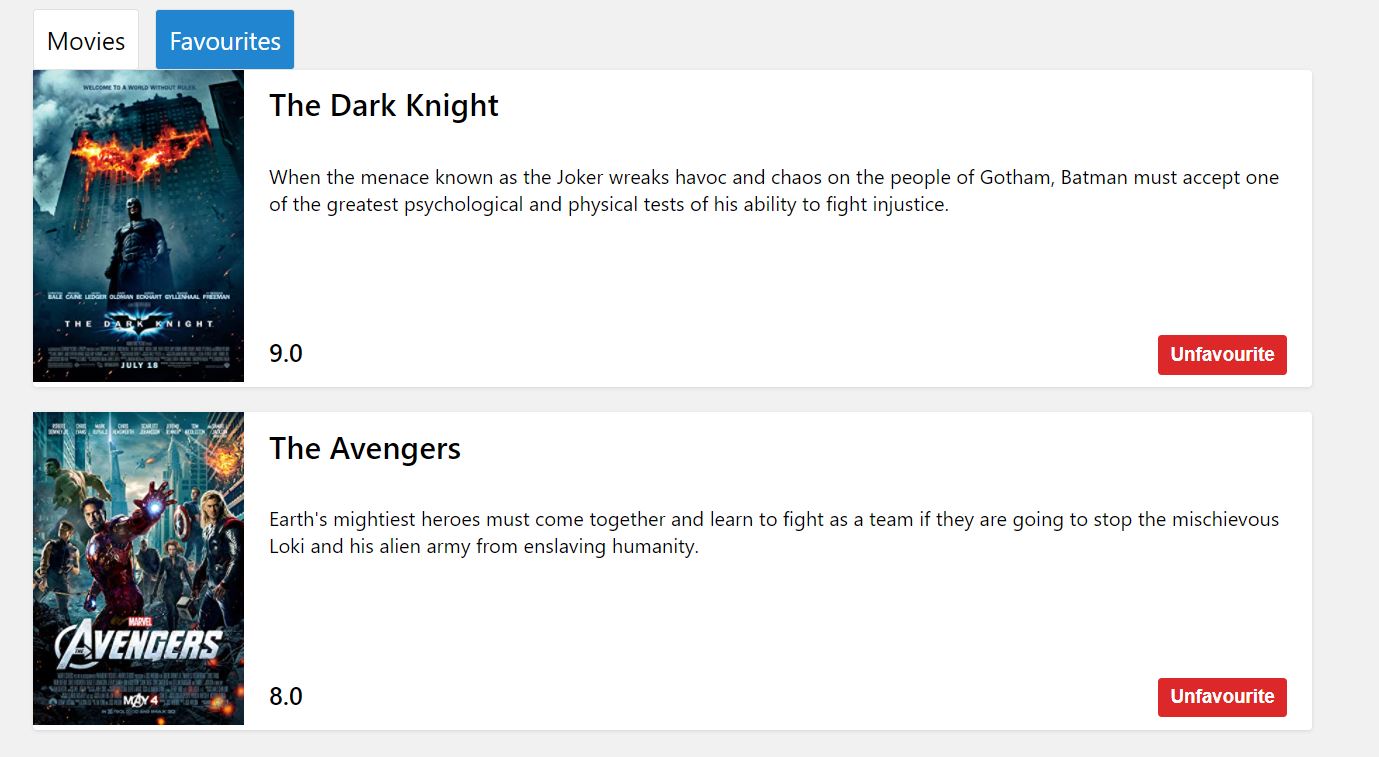 Movies
Favourites
WELCOME TO A WORLD WITHOUT RULES.
The Dark Knight
When the menace known as the Joker wreaks havoc and chaos on the people of Gotham, Batman must accept one
of the greatest psychological and physical tests of his ability to fight injustice.
BALE CAINE LEDGER OLDMAN ECKHART GYLLENHAAL FREEMAN
THE DARK KNIGHT
JULY 18
9.0
Unfavourite
The Avengers
Earth's mightiest heroes must come together and learn to fight as a team if they are going to stop the mischievous
Loki and his alien army from enslaving humanity.
MARVEL
THE AVENGERS
MAY 4
8.0
Unfavourite